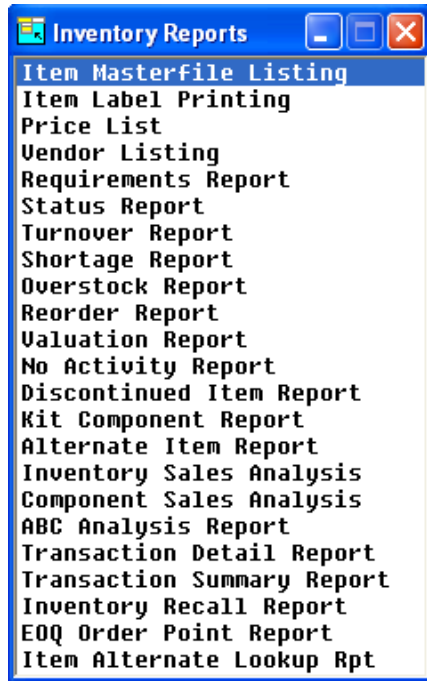 Inventory Reports
Item Masterfile Listing
Item Label Printing
Price List
Vendor Listing
Requirements Report
Status Report
Turnover Report
Shortage Report
Overstock Report
Reorder Report
Valuation Report
No Activity Report
Discontinued Item Report
Kit Component Report
Alternate Item Report
Inventory Sales Analysis
Component Sales Analysis
ABC Analysis Report
Transaction Detail Report
Transaction Summary Report
Inventory Recall Report
EOQ Order Point Report
Item Alternate Lookup Rpt